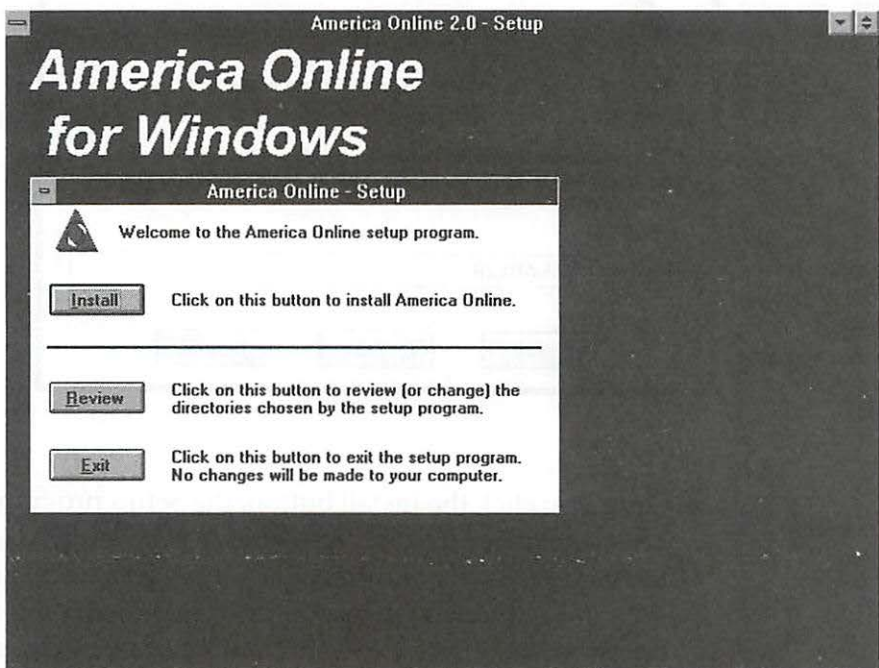 America Online 2.0 - Setup
America Online
for Windows
America Online - Setup
Welcome to the America Online setup program.
Install
Click on this button to install America Online.
Review
Click on this button to review (or change) the
directories chosen by the setup program.
Exit
Click on this button to exit the setup program.
No changes will be made to your computer.